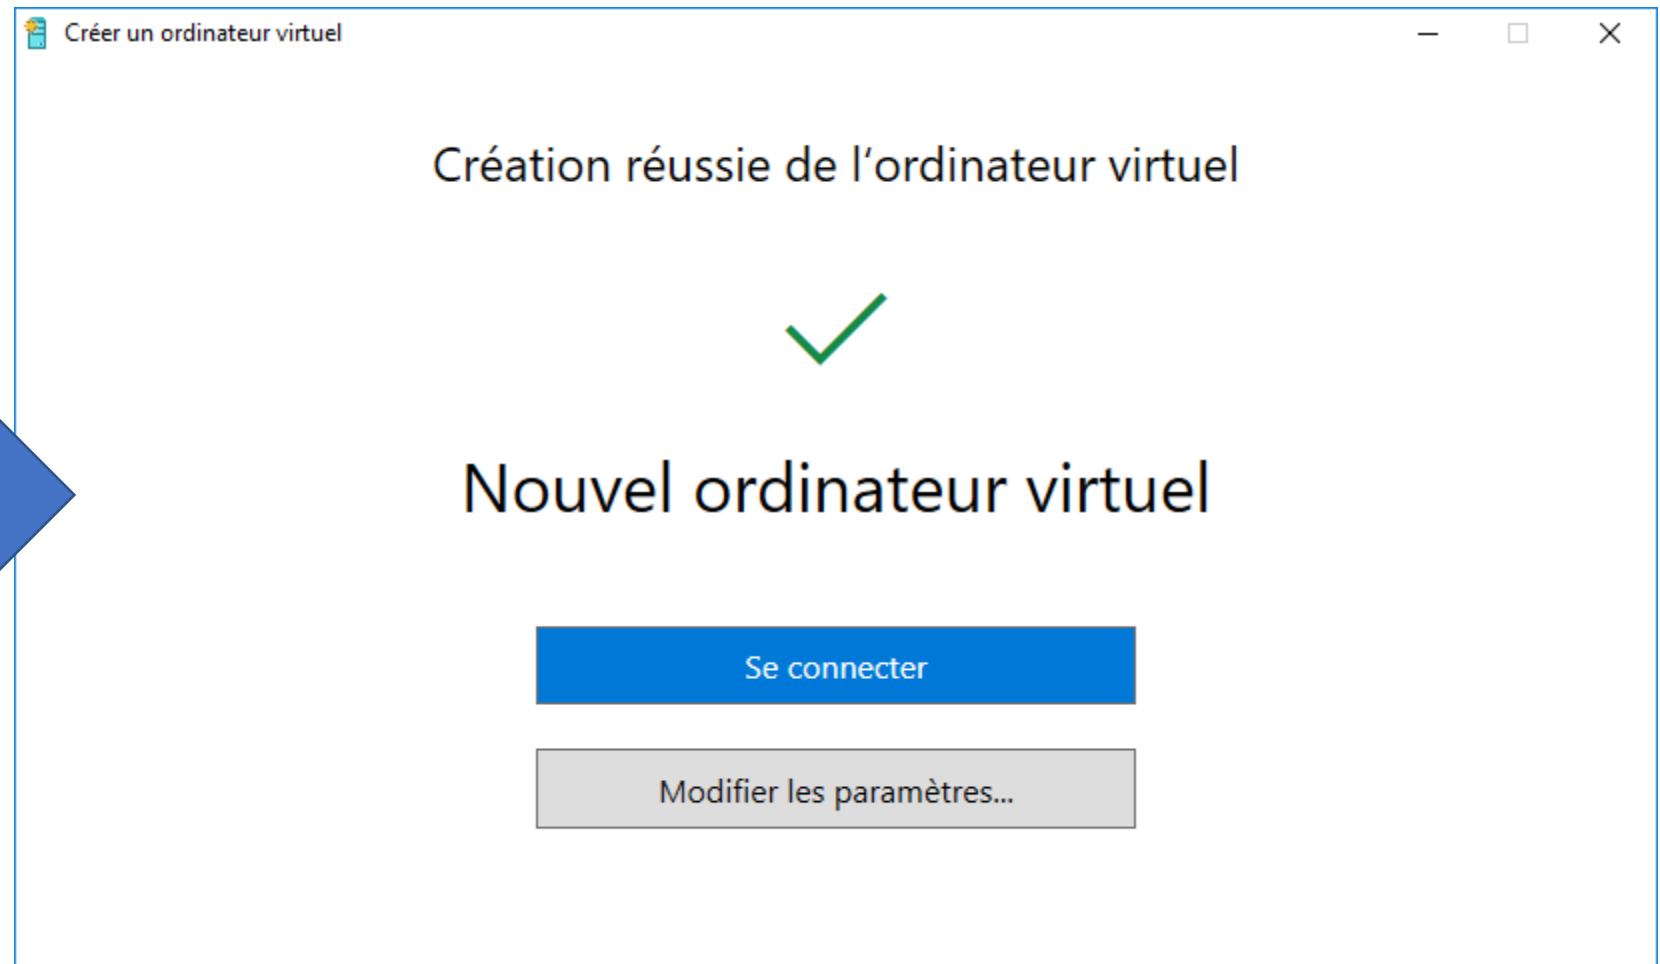 Créer un ordinateur virtuel
Création réussie de l‘ordinateur virtuel
Nouvel ordinateur virtuel
Se connecter
Modifier les paramètres...